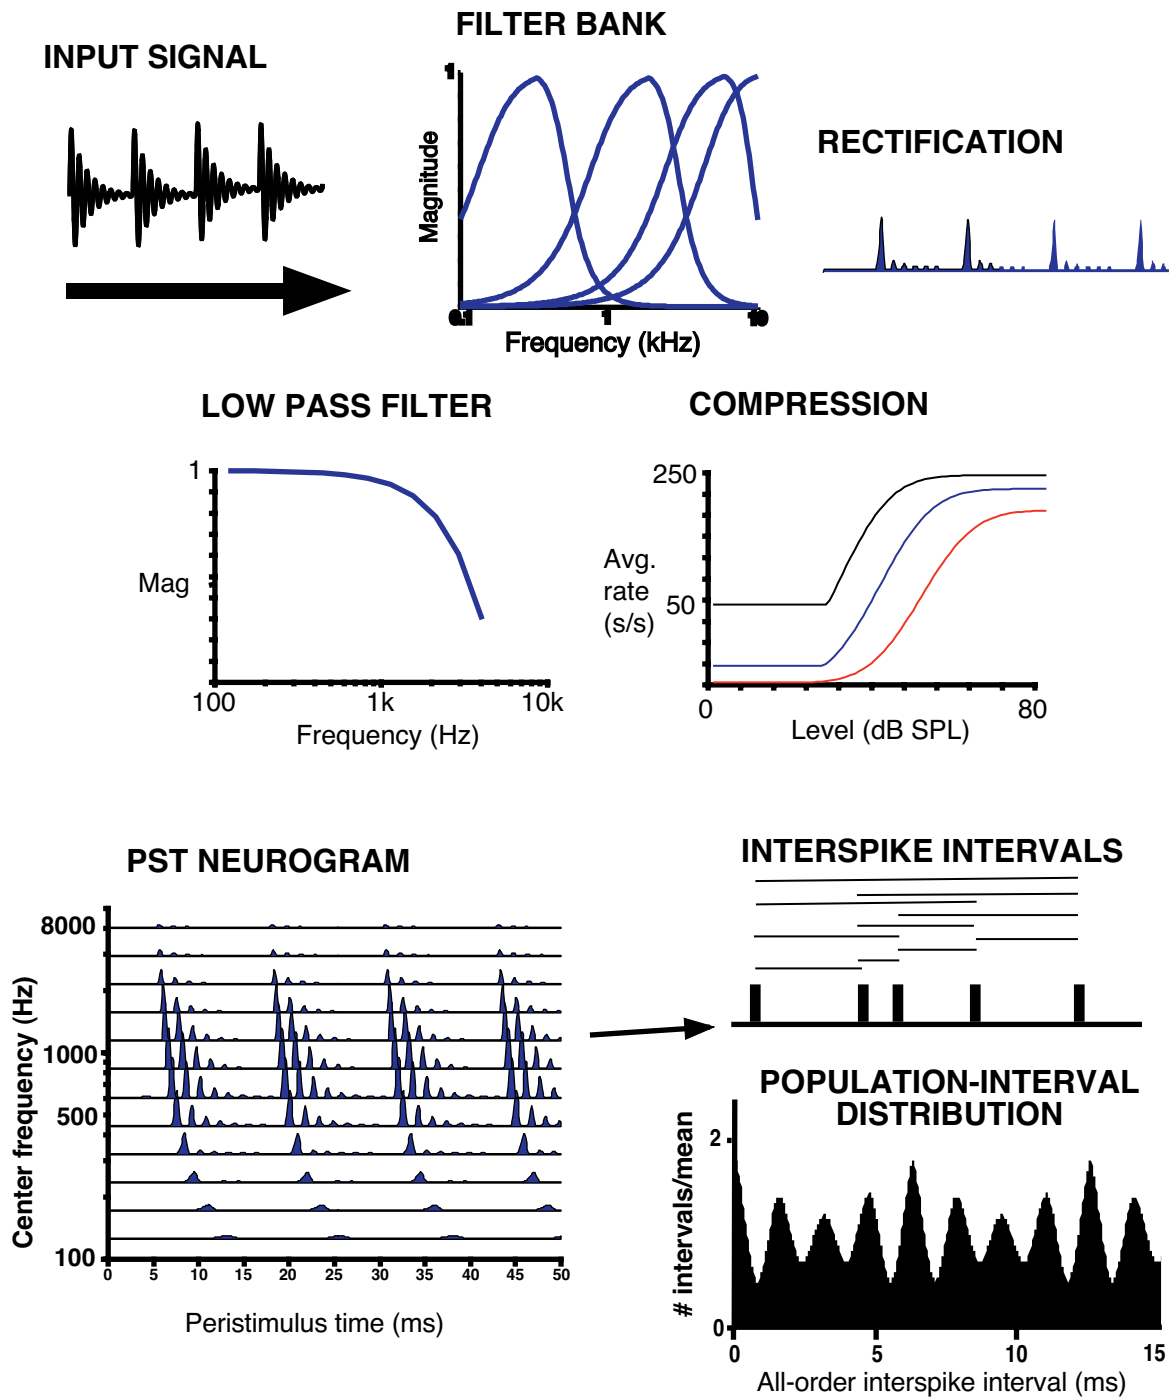 INPUT SIGNAL
FILTER BANK
1
Magnitude
0.1
1
10
Frequency (kHz)
RECTIFICATION
LOW PASS FILTER
1
Mag
100
1k
10k
Frequency (Hz)
COMPRESSION
250
Avg.
rate
(s/s)
50
0
80
Level (dB SPL)
PST NEUROGRAM
8000
1000
500
100
Center frequency (Hz)
0 5 10 15 20 25 30 35 40 45 50
Peristimulus time (ms)
INTERSPIKE INTERVALS
POPULATION-INTERVAL
DISTRIBUTION
2
0
# intervals/mean
0 5 10 15
All-order interspike interval (ms)